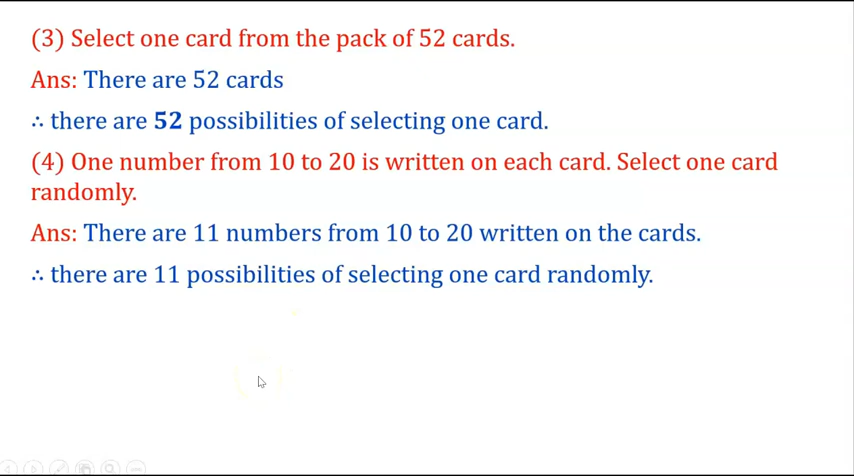 (3) Select one card from the pack of 52 cards.
Ans: There are 52 cards
∴ there are 52 possibilities of selecting one card.
(4) One number from 10 to 20 is written on each card. Select one card
randomly.
Ans: There are 11 numbers from 10 to 20 written on the cards.
∴ there are 11 possibilities of selecting one card randomly.